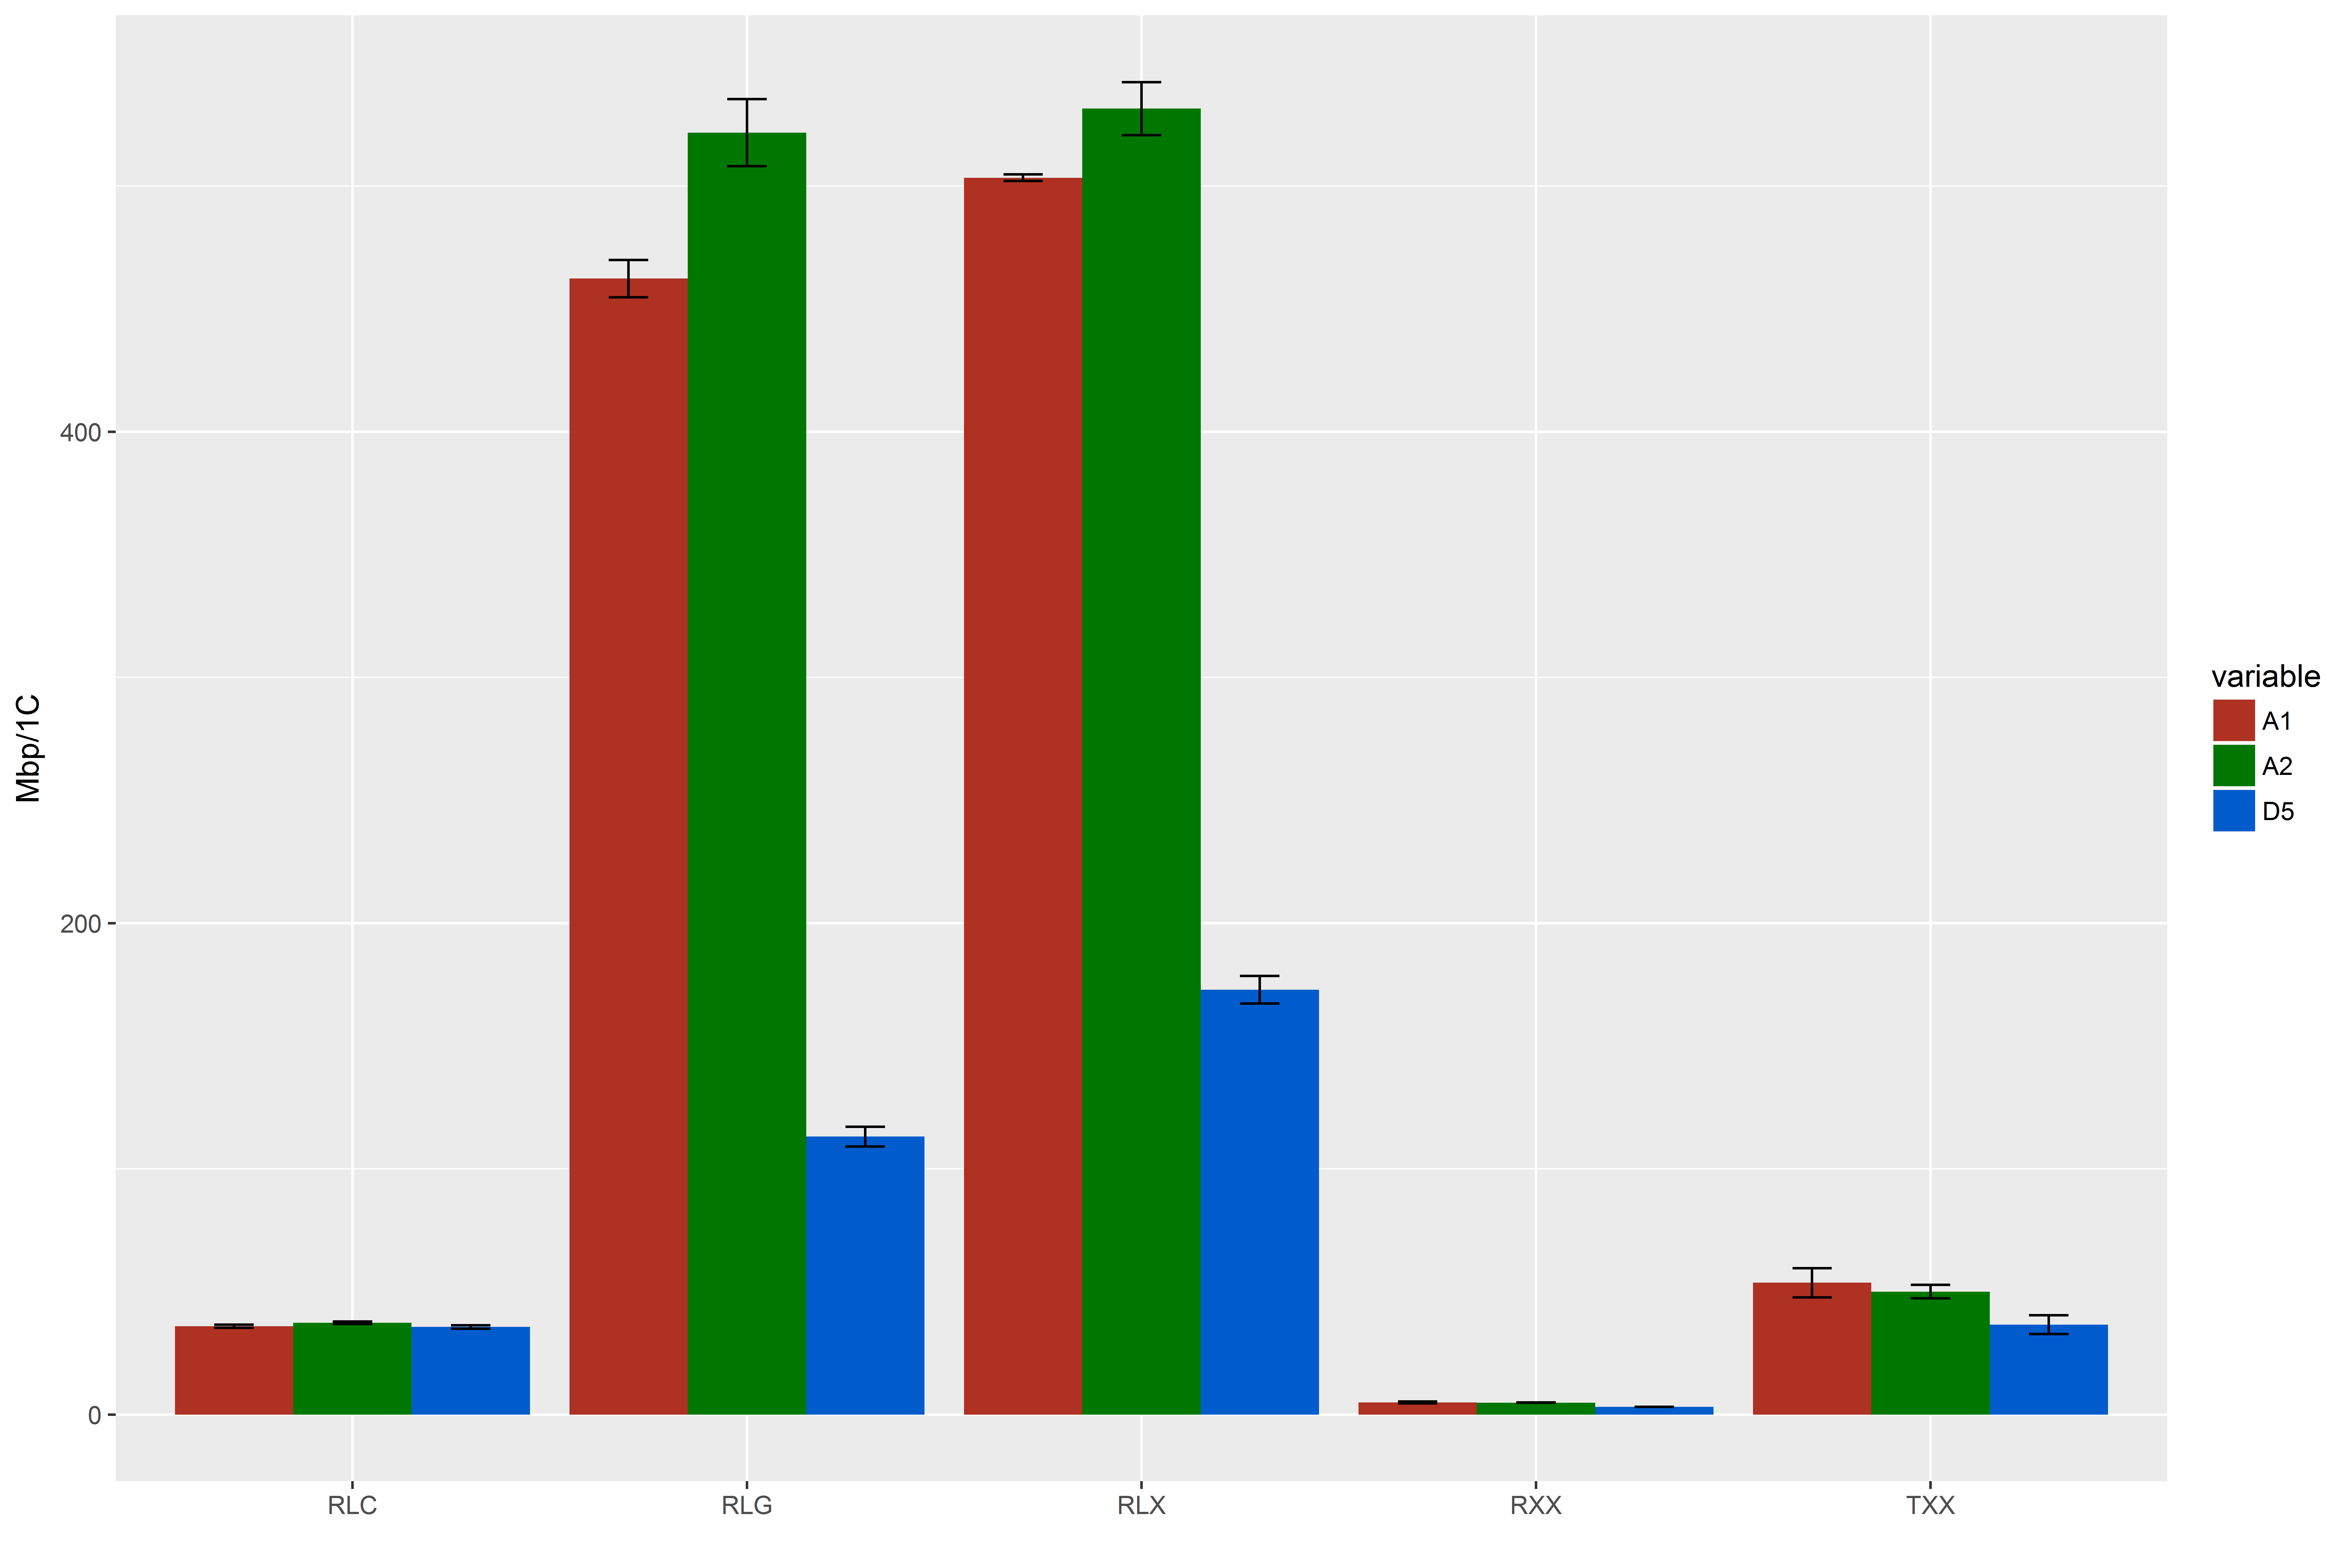 Mbp/1C
400
200
0
RLC
RLG
RLX
RXX
TXX
variable
A1
A2
D5